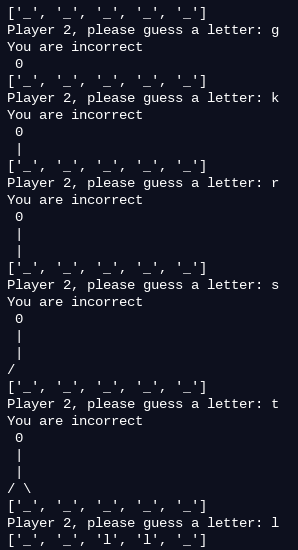 ['_', '_', '_', '_', '_']
Player 2, please guess a letter: g
You are incorrect
 0
['_', '_', '_', '_', '_']
Player 2, please guess a letter: k
You are incorrect
 0
 |
['_', '_', '_', '_', '_']
Player 2, please guess a letter: r
You are incorrect
 0
 |
 |
['_', '_', '_', '_', '_']
Player 2, please guess a letter: s
You are incorrect
 0
 |
 |
/
['_', '_', '_', '_', '_']
Player 2, please guess a letter: t
You are incorrect
 0
 |
 |
/ \
['_', '_', '_', '_', '_']
Player 2, please guess a letter: l
['_', '_', 'l', 'l', '_']